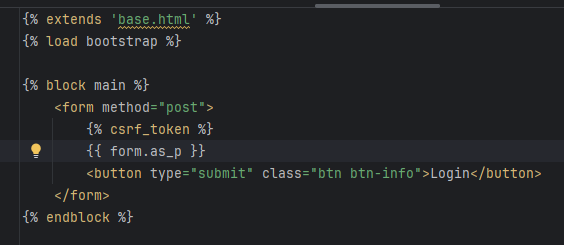 {% extends 'base.html' %}
{% load bootstrap %}
{% block main %}
<form method="post">
{% csrf_token %}
{{ form.as_p }}
<button type="submit" class="btn btn-info">Login</button>
</form>
{% endblock %}